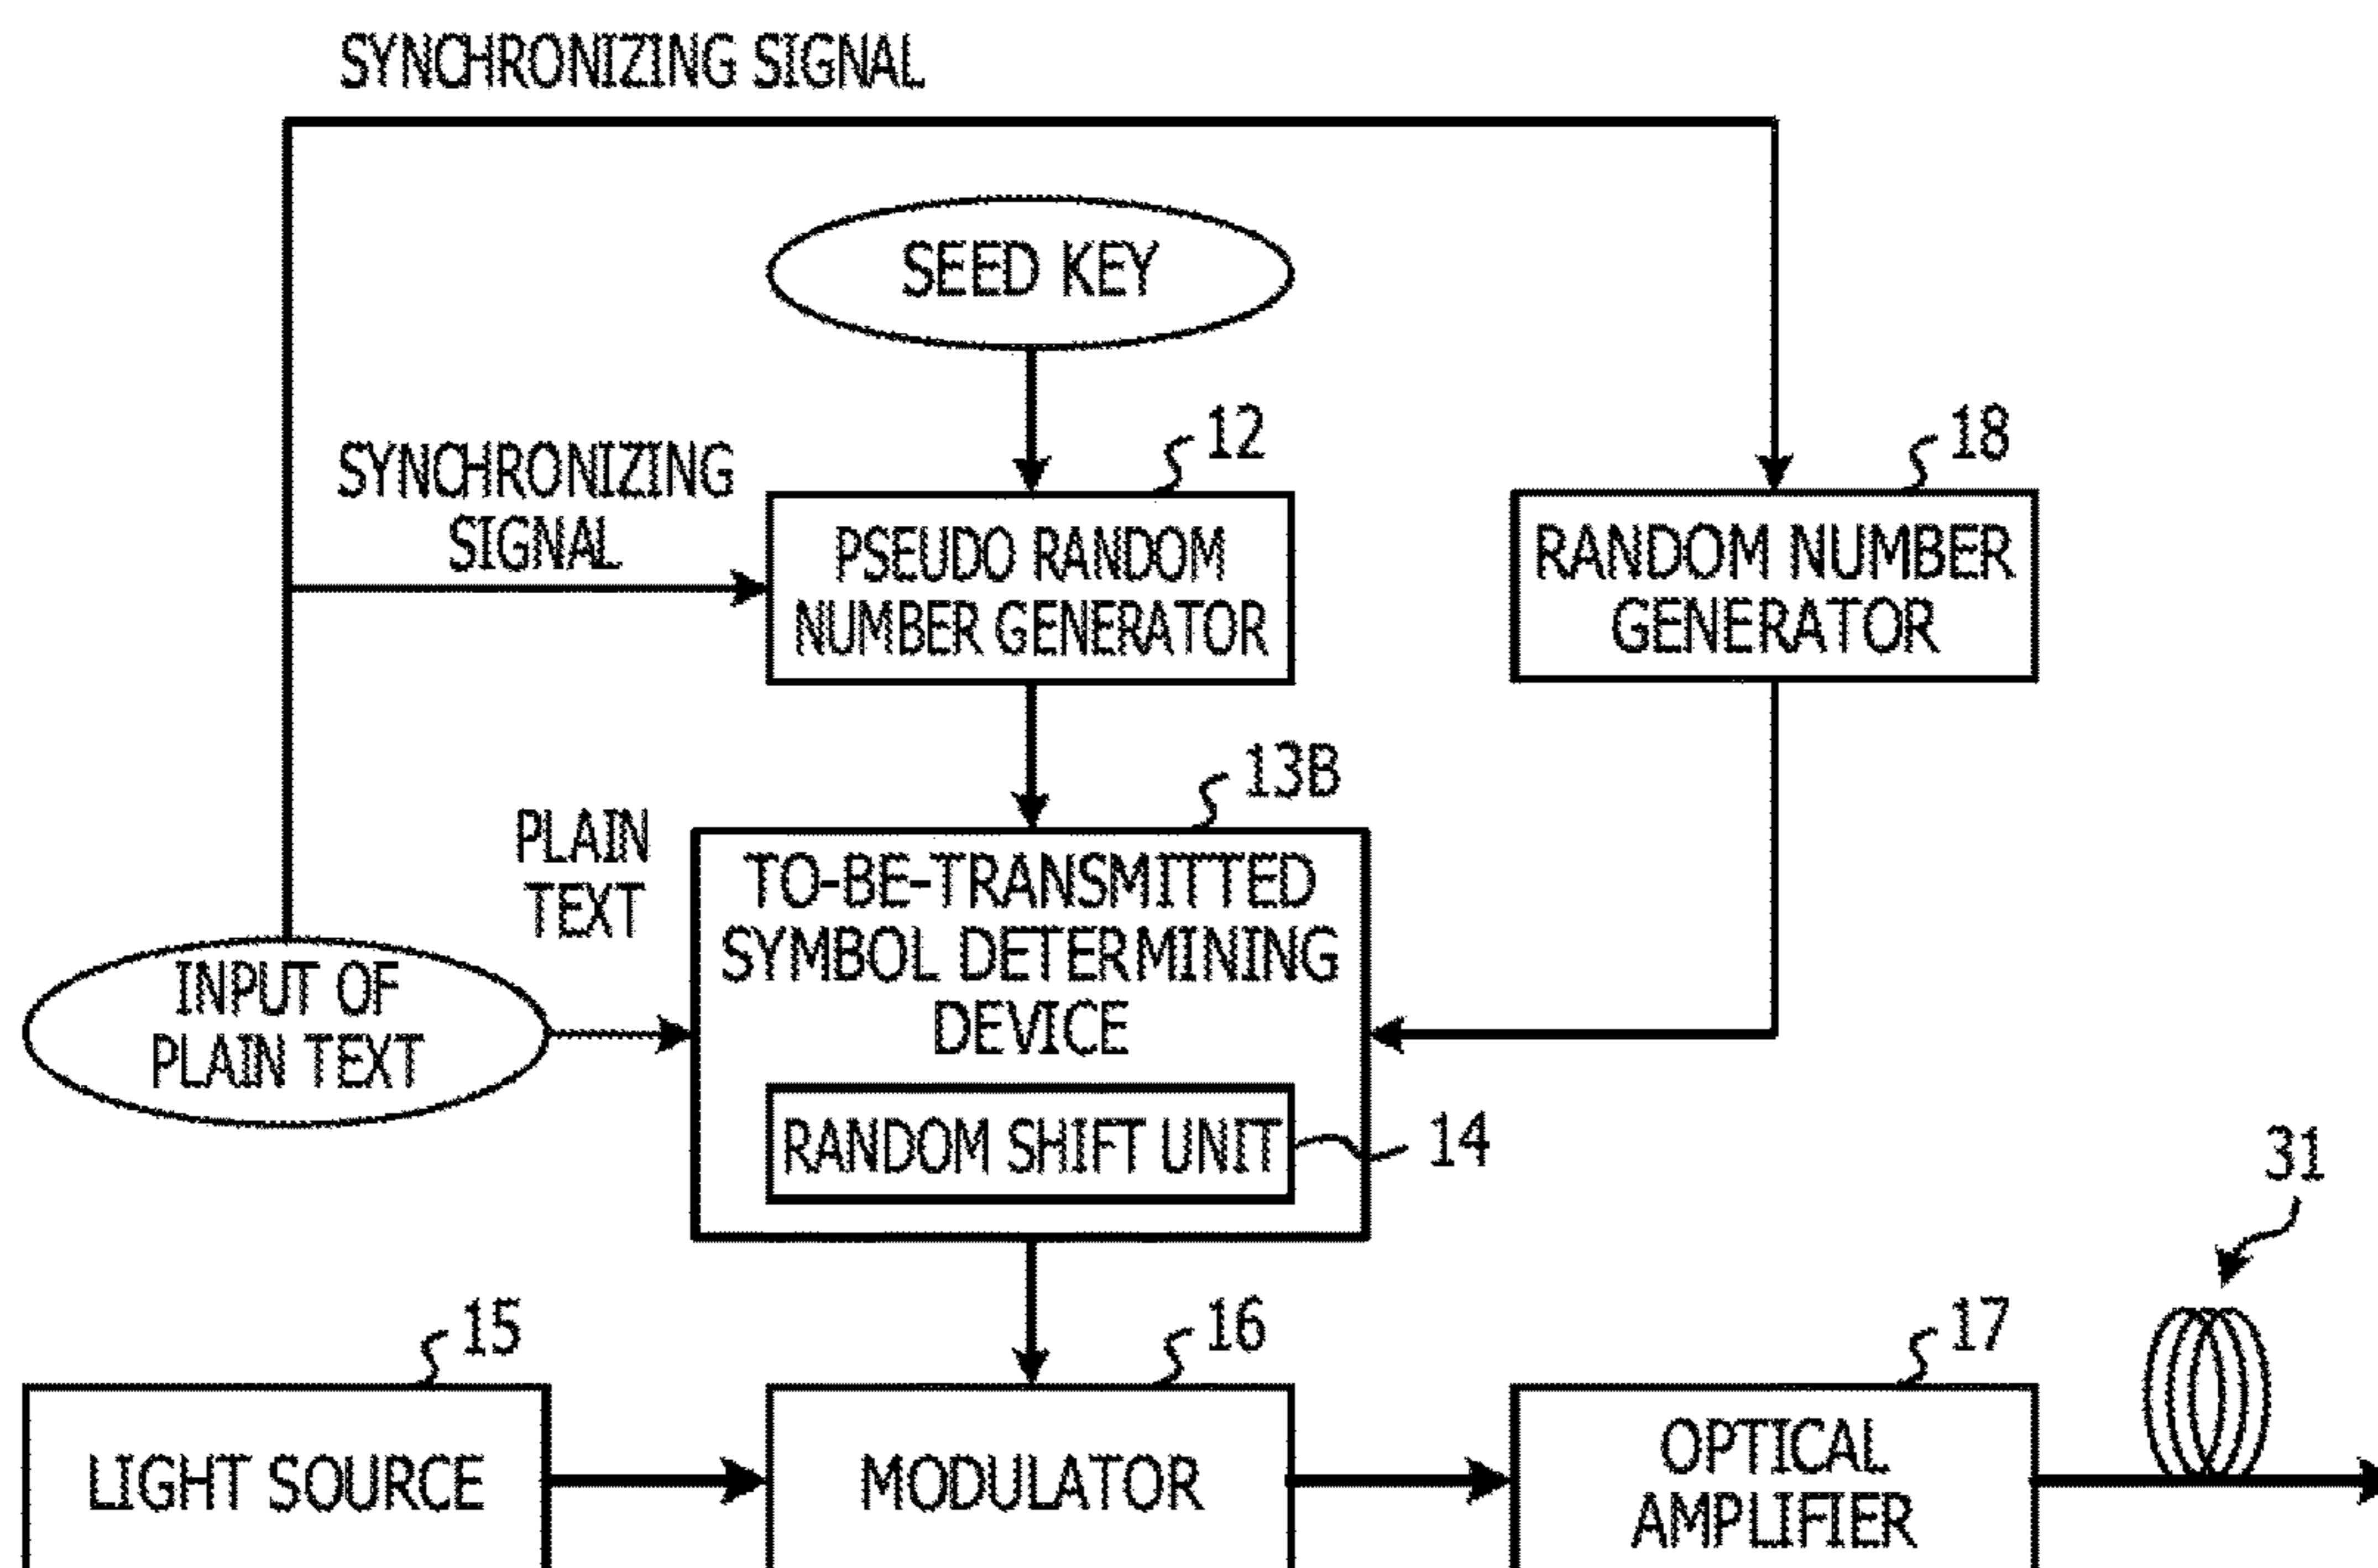 SYNCHRONIZING SIGNAL
SEED KEY
12
18
SYNCHRONIZING
SIGNAL
PSEUDO RANDOM
NUMBER GENERATOR
RANDOM NUMBER
GENERATOR
13B
PLAIN
TEXT
TO-BE-TRANSMITTED
SYMBOL DETERMINING
DEVICE
INPUT OF
PLAIN TEXT
RANDOM SHIFT UNIT
14
31
15
16
17
LIGHT SOURCE
MODULATOR
OPTICAL
AMPLIFIER